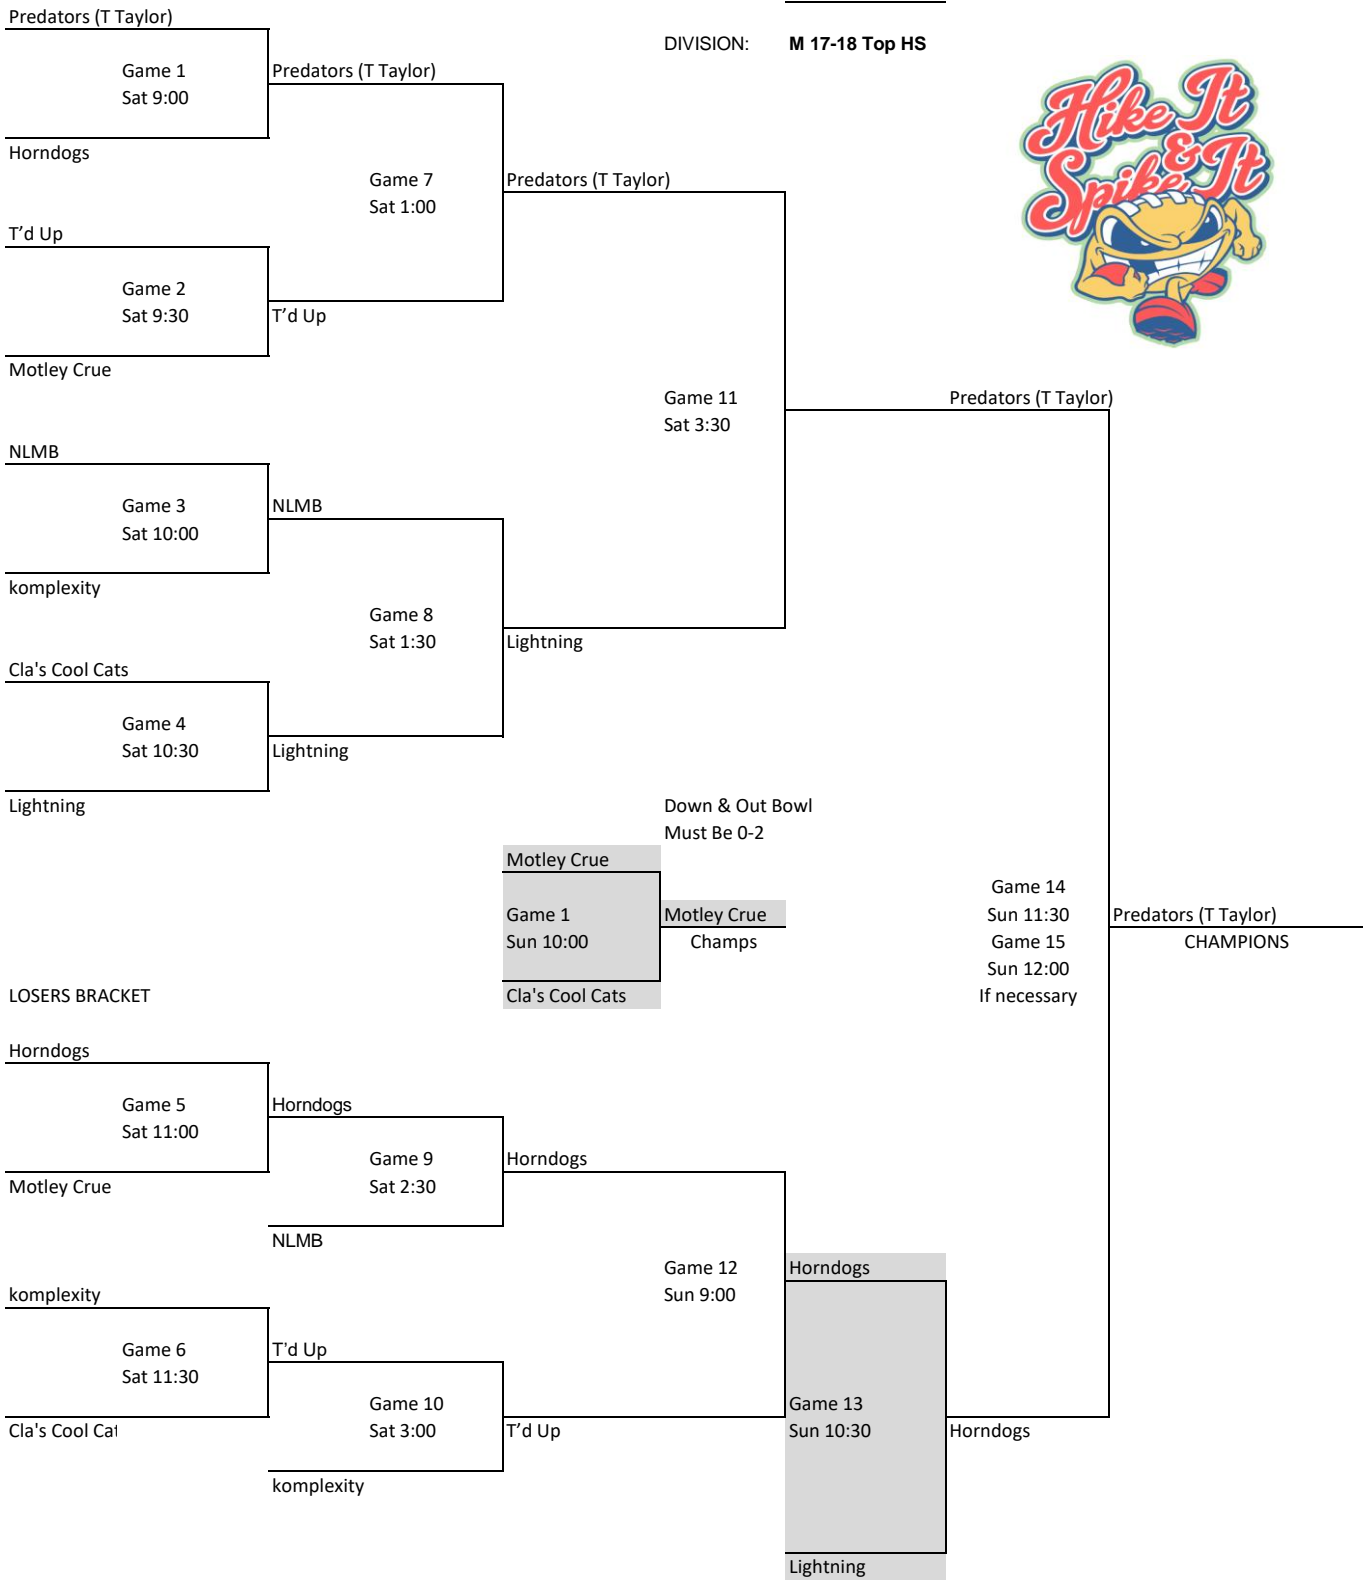 Predators (T Taylor)
DIVISION: M 17-18 Top HS
Game 1
Sat 9:00
Predators (T Taylor)
Horndogs
Hike It
&
Spike It
Game 7
Sat 1:00
Predators (T Taylor)
T'd Up
Game 2
Sat 9:30
T'd Up
Motley Crue
Game 11
Sat 3:30
Predators (T Taylor)
NLMB
Game 3
Sat 10:00
NLMB
komplexity
Game 8
Sat 1:30
Lightning
Cla's Cool Cats
Game 4
Sat 10:30
Lightning
Lightning
Down & Out Bowl
Must Be 0-2
Motley Crue
Game 1
Sun 10:00
Motley Crue
Champs
Cla's Cool Cats
Game 14
Sun 11:30
Game 15
Sun 12:00
If necessary
Predators (T Taylor)
CHAMPIONS
LOSERS BRACKET
Horndogs
Game 5
Sat 11:00
Horndogs
Motley Crue
Game 9
Sat 2:30
Horndogs
NLMB
Game 12
Sun 9:00
Horndogs
komplexity
Game 6
Sat 11:30
T'd Up
Cla's Cool Cat
Game 10
Sat 3:00
T'd Up
komplexity
Game 13
Sun 10:30
Horndogs
Lightning